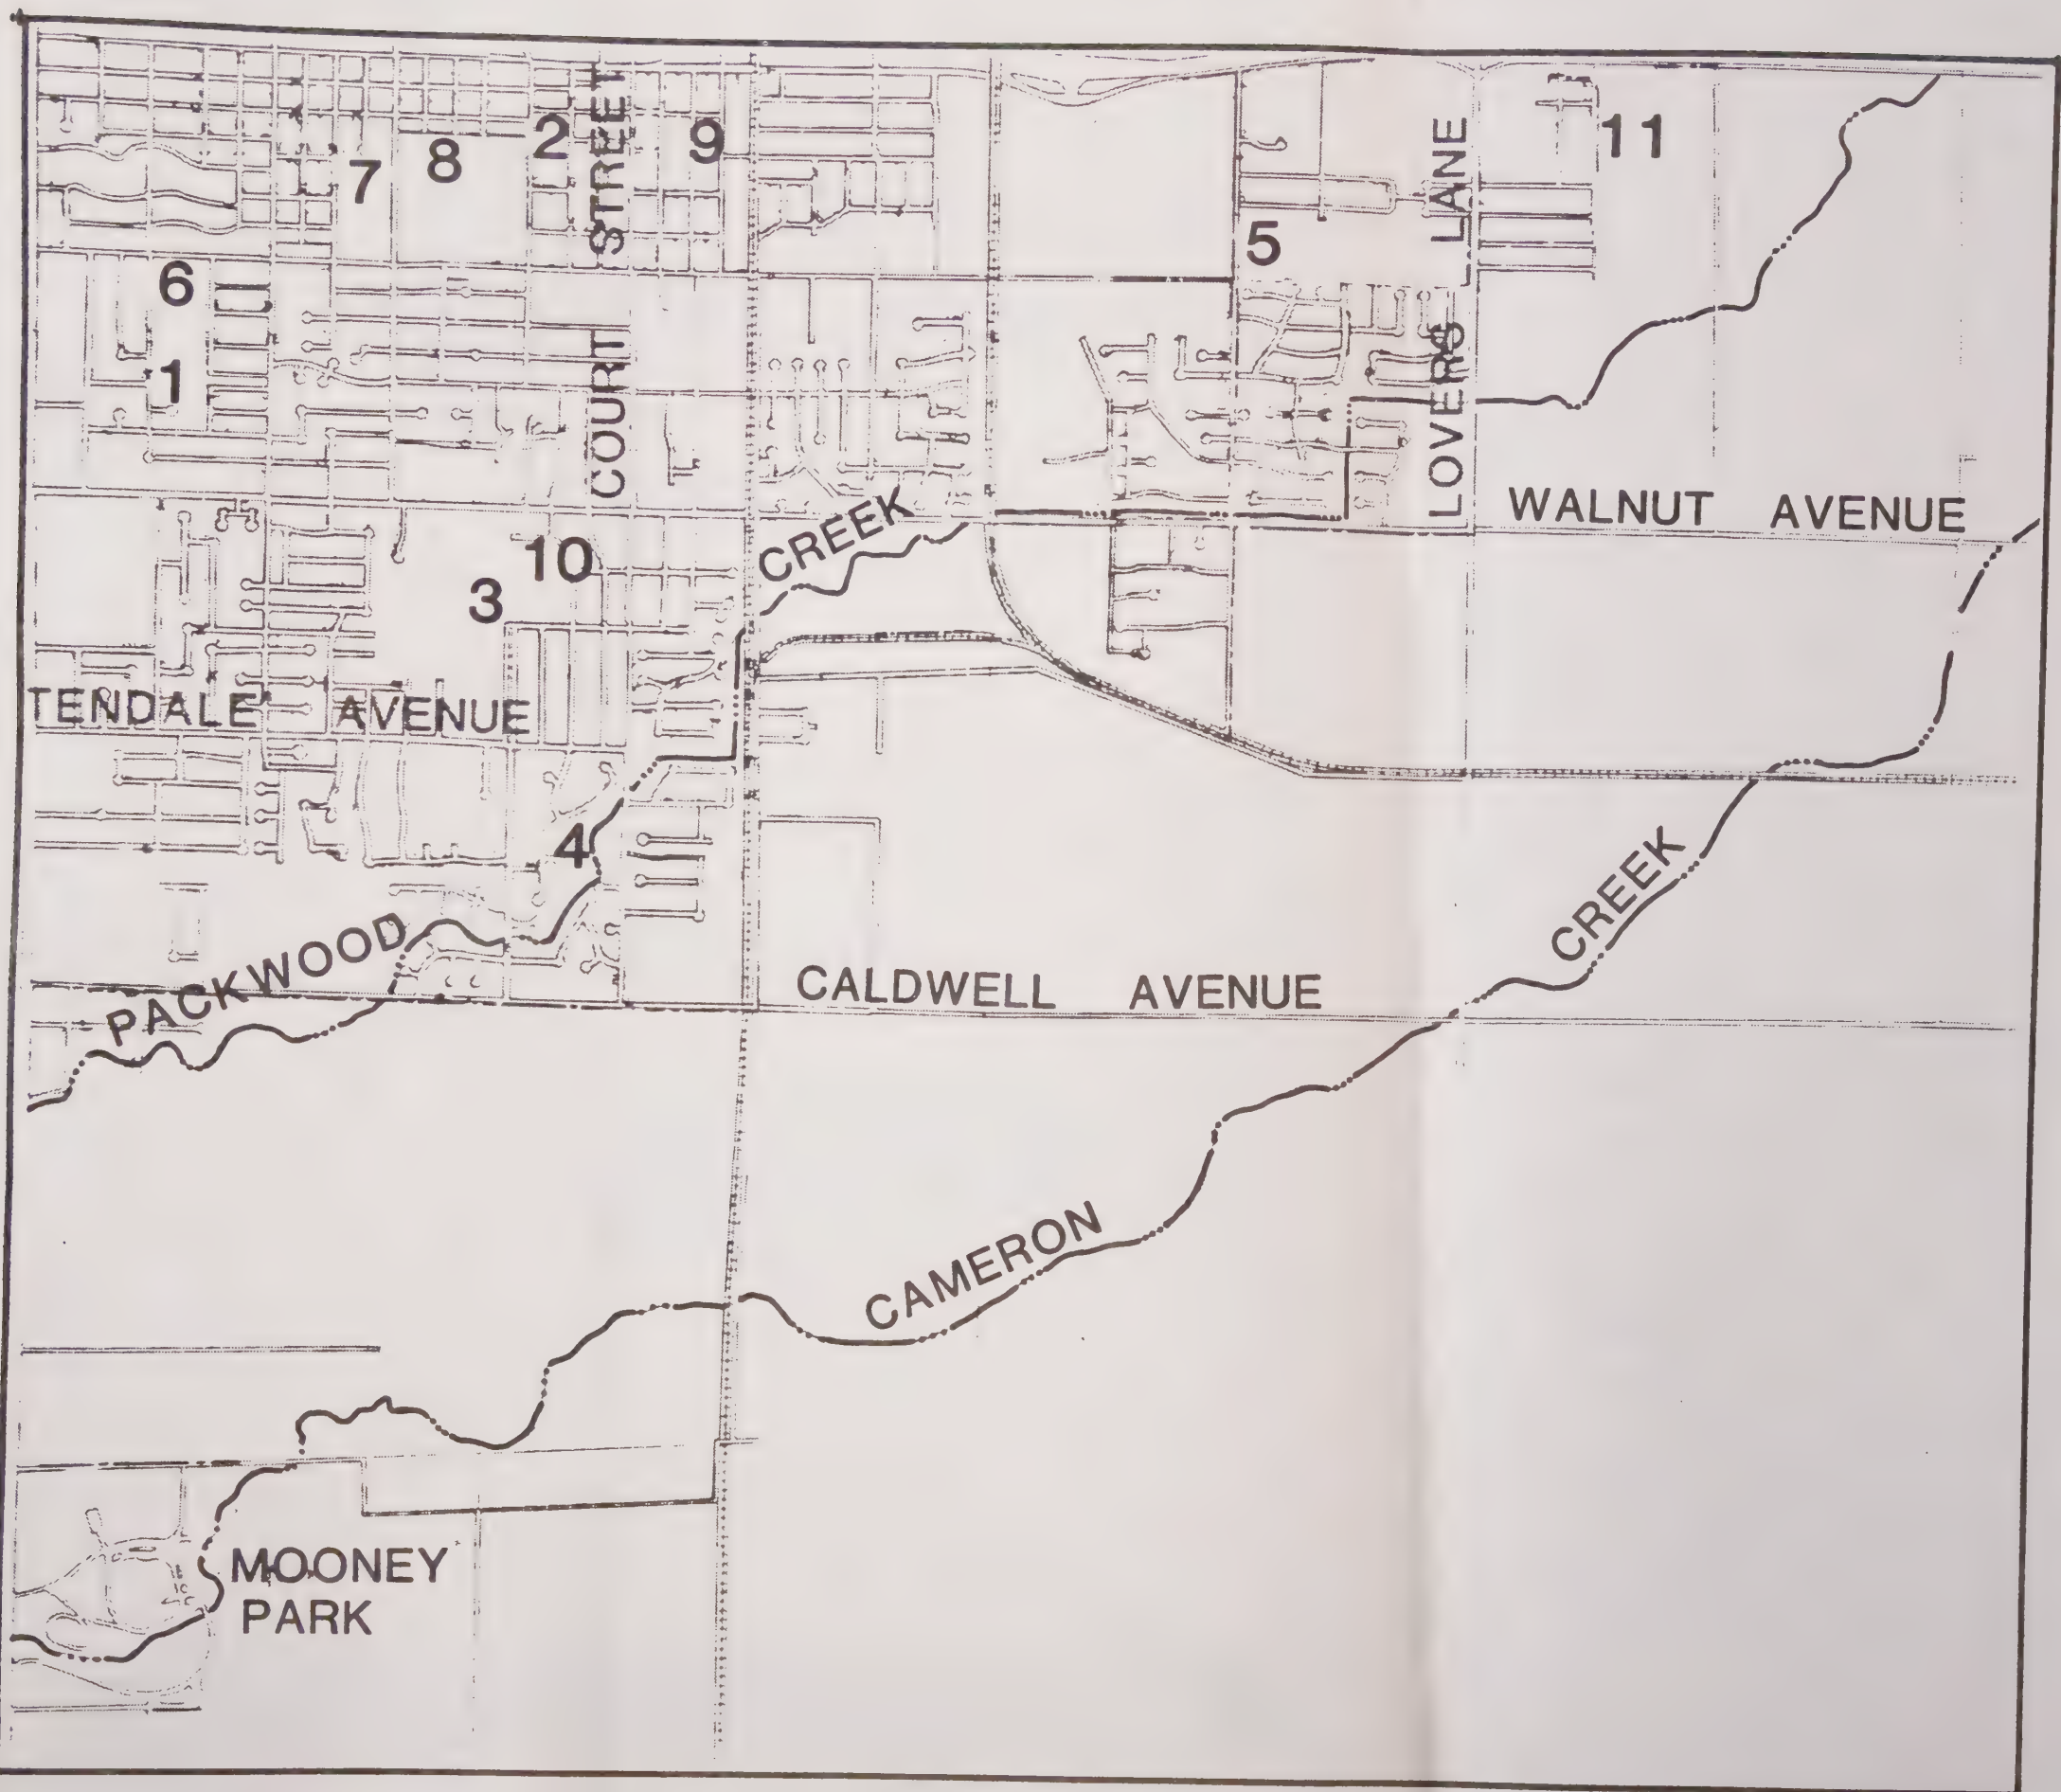 11
2
9
8
7
STREET
LANE
5
6
1
COURT
LOVERS
WALNUT AVENUE
10
3
CREEK
TENDALE AVENUE
4
PACKWOOD
CALDWELL AVENUE
CREEK
CAMERON
MOONEY
PARK